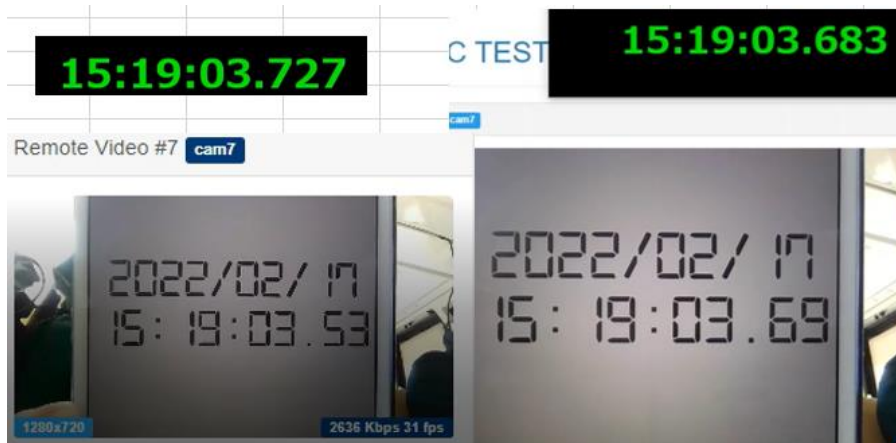 15:19:03.727
Remote Video #7 cam7
2022/02/17
15:19:03.53
1280x720
2636 Kbps 31 fps
C TEST
15:19:03.683
cam7
2022/02/17
15:19:03.69